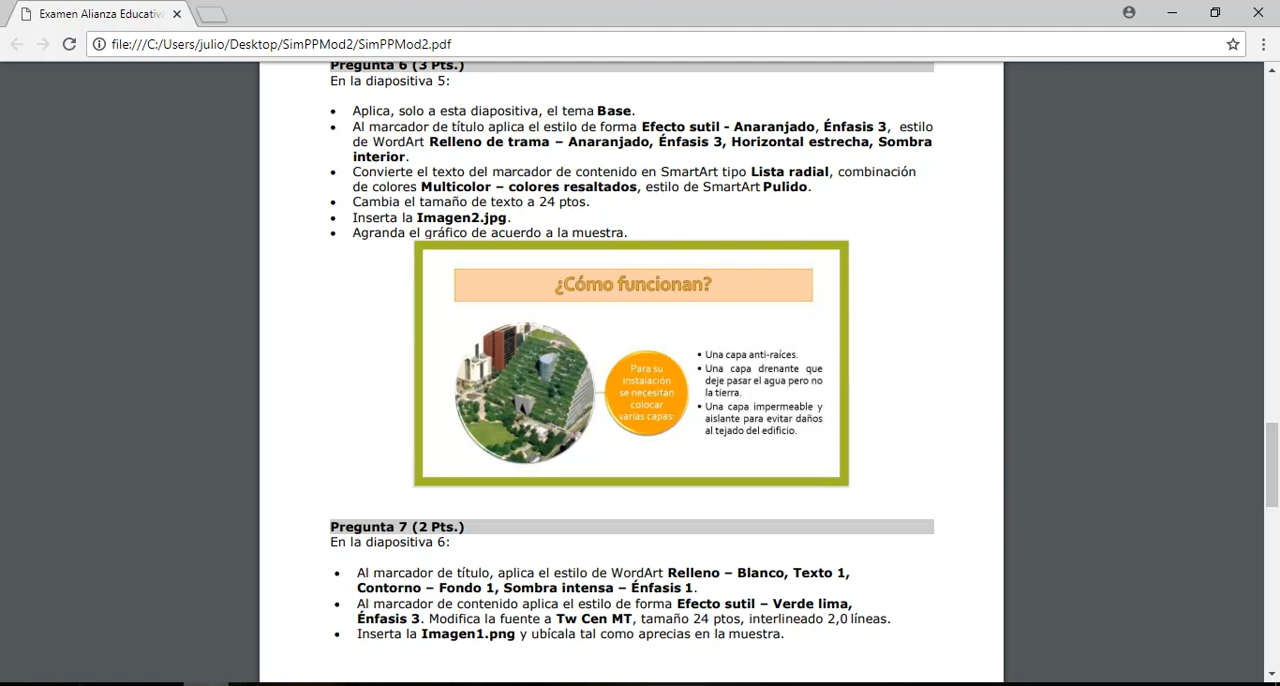 Examen Alianza Educativa
file:///C:/Users/julio/Desktop/SimPPMod2/SimPPMod2.pdf
Pregunta 6 (3 Pts.)
En la diapositiva 5:
• Aplica, solo a esta diapositiva, el tema Base.
• Al marcador de título aplica el estilo de forma Efecto sutil - Anaranjado, Énfasis 3, estilo
de WordArt Relleno de trama – Anaranjado, Énfasis 3, Horizontal estrecha, Sombra
interior.
• Convierte el texto del marcador de contenido en SmartArt tipo Lista radial, combinación
de colores Multicolor – colores resaltados, estilo de SmartArt Pulido.
• Cambia el tamaño de texto a 24 ptos.
• Inserta la Imagen2.jpg.
• Agranda el gráfico de acuerdo a la muestra.
¿Cómo funcionan?
Para su
instalación
se necesitan
colocar
varias capas:
• Una capa anti-raíces.
• Una capa drenante que
deje pasar el agua pero no
la tierra.
• Una capa impermeable y
aislante para evitar daños
al tejado del edificio.
Pregunta 7 (2 Pts.)
En la diapositiva 6:
• Al marcador de título, aplica el estilo de WordArt Relleno – Blanco, Texto 1,
Contorno – Fondo 1, Sombra intensa – Énfasis 1.
• Al marcador de contenido aplica el estilo de forma Efecto sutil – Verde lima,
Énfasis 3. Modifica la fuente a Tw Cen MT, tamaño 24 ptos, interlineado 2,0 líneas.
• Inserta la Imagen1.png y ubícala tal como aprecias en la muestra.